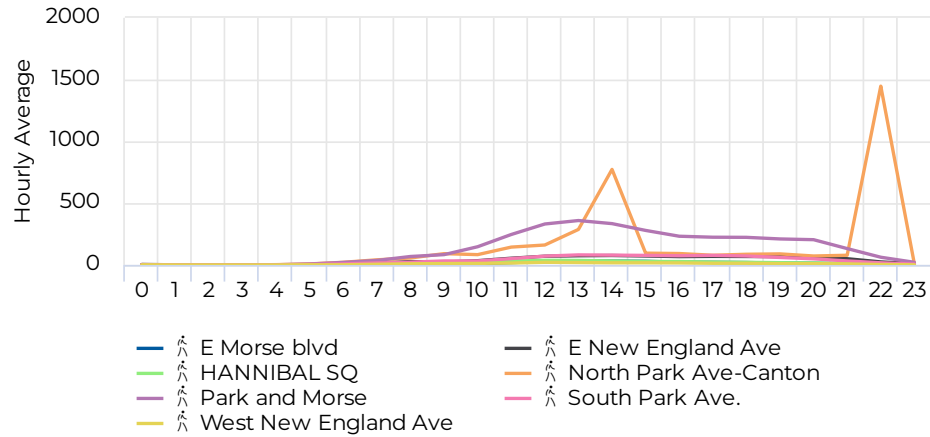 2000
1500
1000
500
0
Hourly Average
0 1 2 3 4 5 6 7 8 9 10 11 12 13 14 15 16 17 18 19 20 21 22 23
E Morse blvd
E New England Ave
HANNIBAL SQ
North Park Ave-Canton
Park and Morse
South Park Ave.
West New England Ave